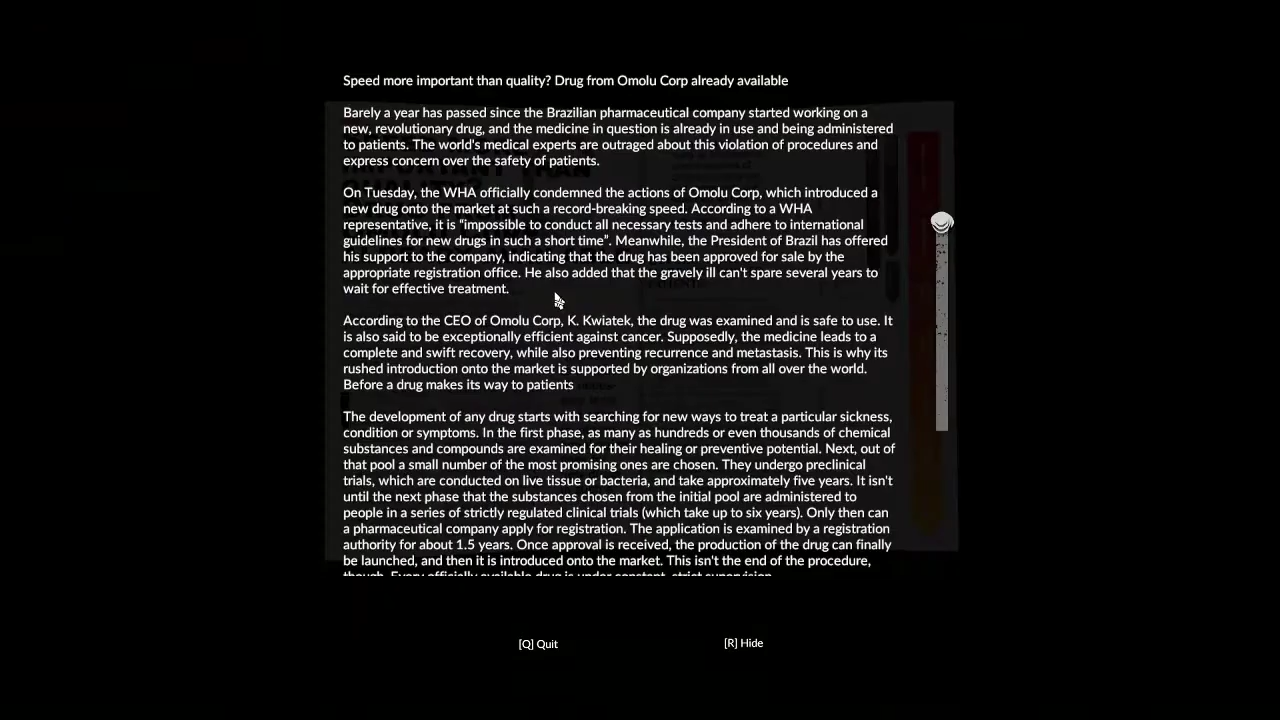 Speed more important than quality? Drug from Omolu Corp already available
Barely a year has passed since the Brazilian pharmaceutical company started working on a
new, revolutionary drug, and the medicine in question is already in use and being administered
to patients. The world's medical experts are outraged about this violation of procedures and
express concern over the safety of patients.
On Tuesday, the WHA officially condemned the actions of Omolu Corp, which introduced a
new drug onto the market at such a record-breaking speed. According to a WHA
representative, it is "impossible to conduct all necessary tests and adhere to international
guidelines for new drugs in such a short time". Meanwhile, the President of Brazil has offered
his support to the company, indicating that the drug has been approved for sale by the
appropriate registration office. He also added that the gravely ill can't spare several years to
wait for effective treatment.
According to the CEO of Omolu Corp, K. Kwiatek, the drug was examined and is safe to use. It
is also said to be exceptionally efficient against cancer. Supposedly, the medicine leads to a
complete and swift recovery, while also preventing recurrence and metastasis. This is why its
rushed introduction onto the market is supported by organizations from all over the world.
Before a drug makes its way to patients
The development of any drug starts with searching for new ways to treat a particular sickness,
condition or symptoms. In the first phase, as many as hundreds or even thousands of chemical
substances and compounds are examined for their healing or preventive potential. Next, out of
that pool a small number of the most promising ones are chosen. They undergo preclinical
trials, which are conducted on live tissue or bacteria, and take approximately five years. It isn't
until the next phase that the substances chosen from the initial pool are administered to
people in a series of strictly regulated clinical trials (which take up to six years). Only then can
a pharmaceutical company apply for registration. The application is examined by a registration
authority for about 1.5 years. Once approval is received, the production of the drug can finally
be launched, and then it is introduced onto the market. This isn't the end of the procedure,
though. Every officially available drug is under constant, strict supervision.
[Q] Quit
[R] Hide